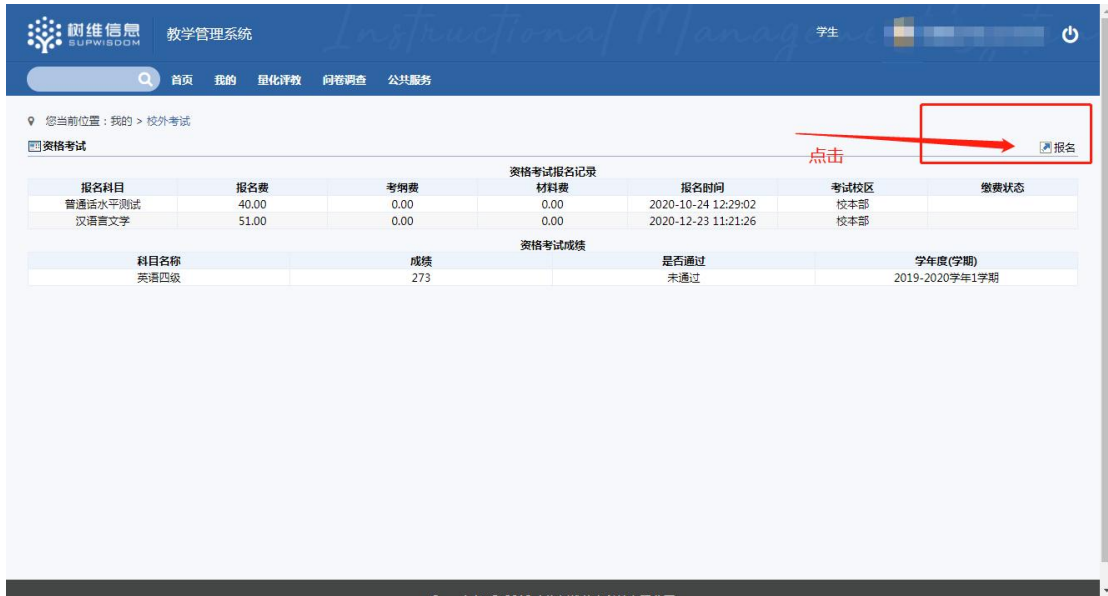 树维信息 教学管理系统 学生
SUPWISDOM
首页 我的 量化评教 问卷调查 公共服务
您当前位置：我的 > 校外考试
资格考试 点击 报名
资格考试报名记录
报名科目 报名费 考纲费 材料费 报名时间 考试校区 缴费状态
普通话水平测试 40.00 0.00 0.00 2020-10-24 12:29:02 校本部
汉语言文学 51.00 0.00 0.00 2020-12-23 11:21:26 校本部
资格考试成绩
科目名称 成绩 是否通过 学年度(学期)
英语四级 273 未通过 2019-2020学年1学期